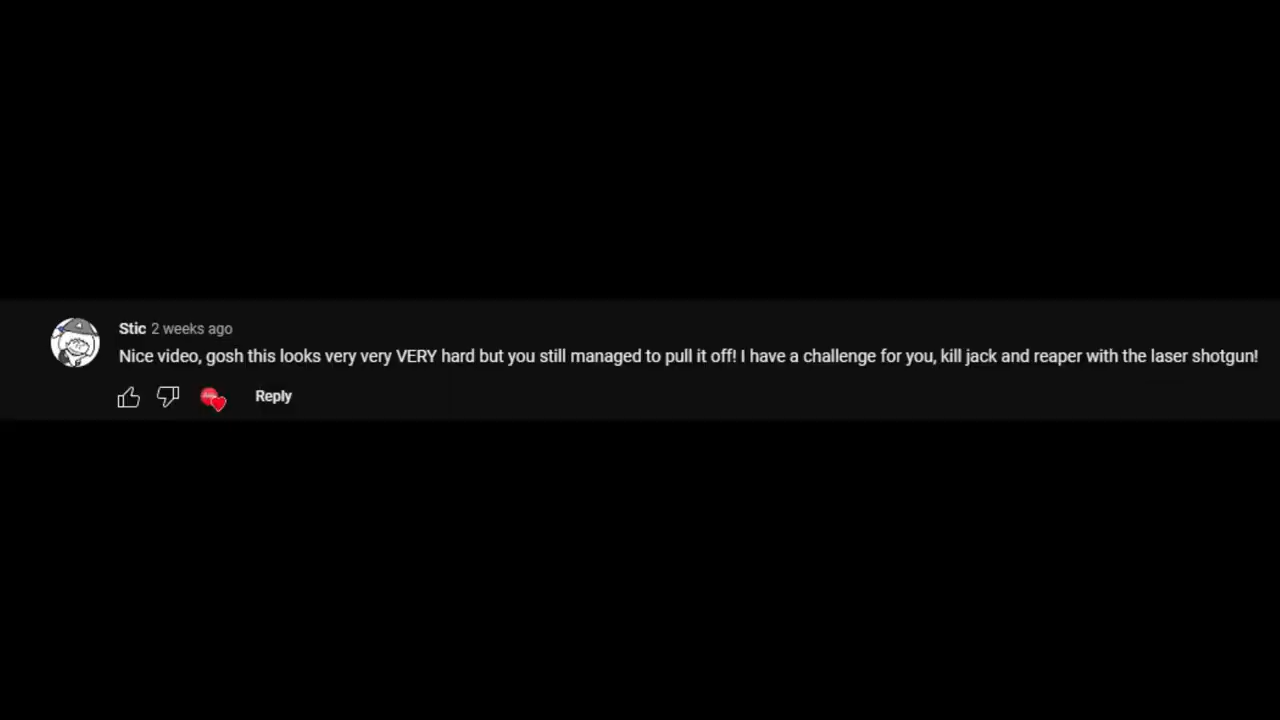 Stic 2 weeks ago
Nice video, gosh this looks very very VERY hard but you still managed to pull it off! I have a challenge for you, kill jack and reaper with the laser shotgun!
Reply